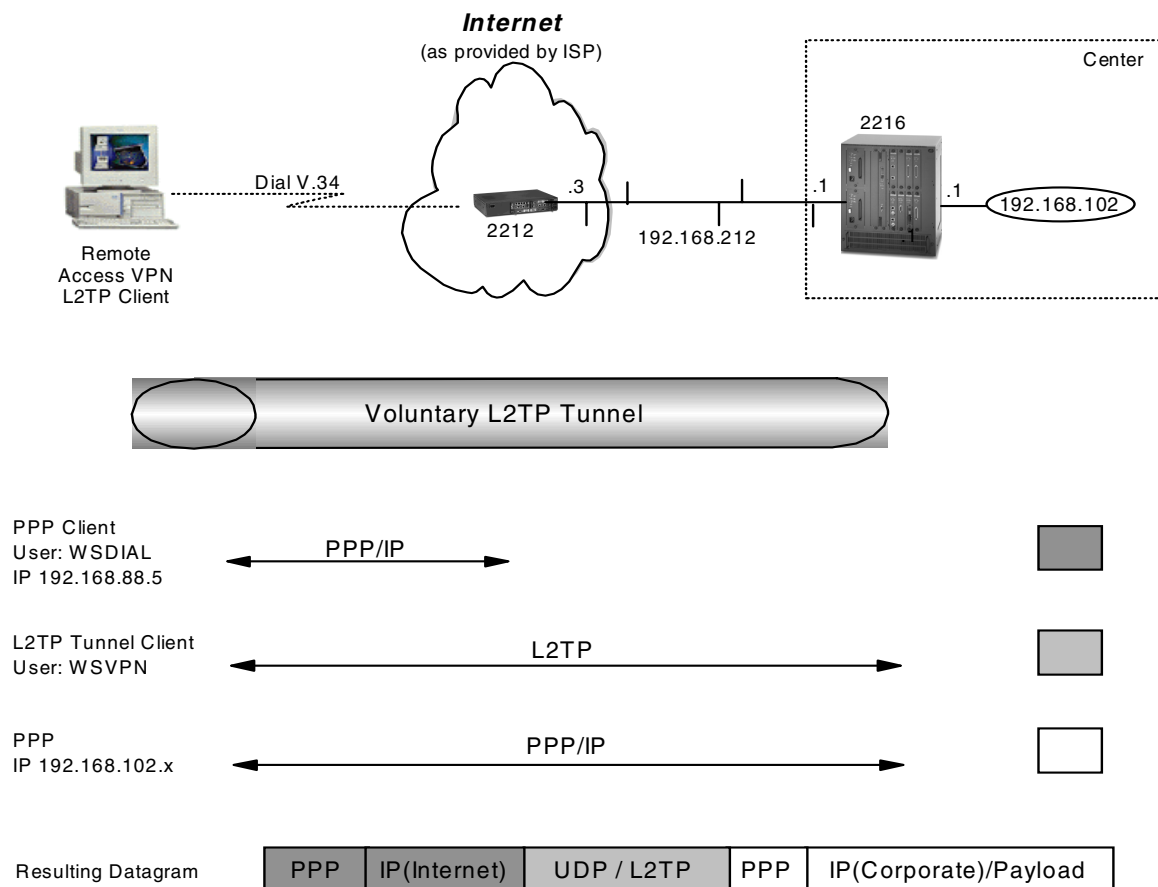 Internet
(as provided by ISP)
Center
2216
Dial V.34
.3
.1
.1
192.168.102
2212
192.168.212
Remote
Access VPN
L2TP Client
Voluntary L2TP Tunnel
PPP Client
User: WSDIAL
IP 192.168.88.5
PPP/IP
L2TP Tunnel Client
User: WSVPN
L2TP
PPP
IP 192.168.102.x
PPP/IP
Resulting Datagram
PPP
IP(Internet)
UDP / L2TP
PPP
IP(Corporate)/Payload